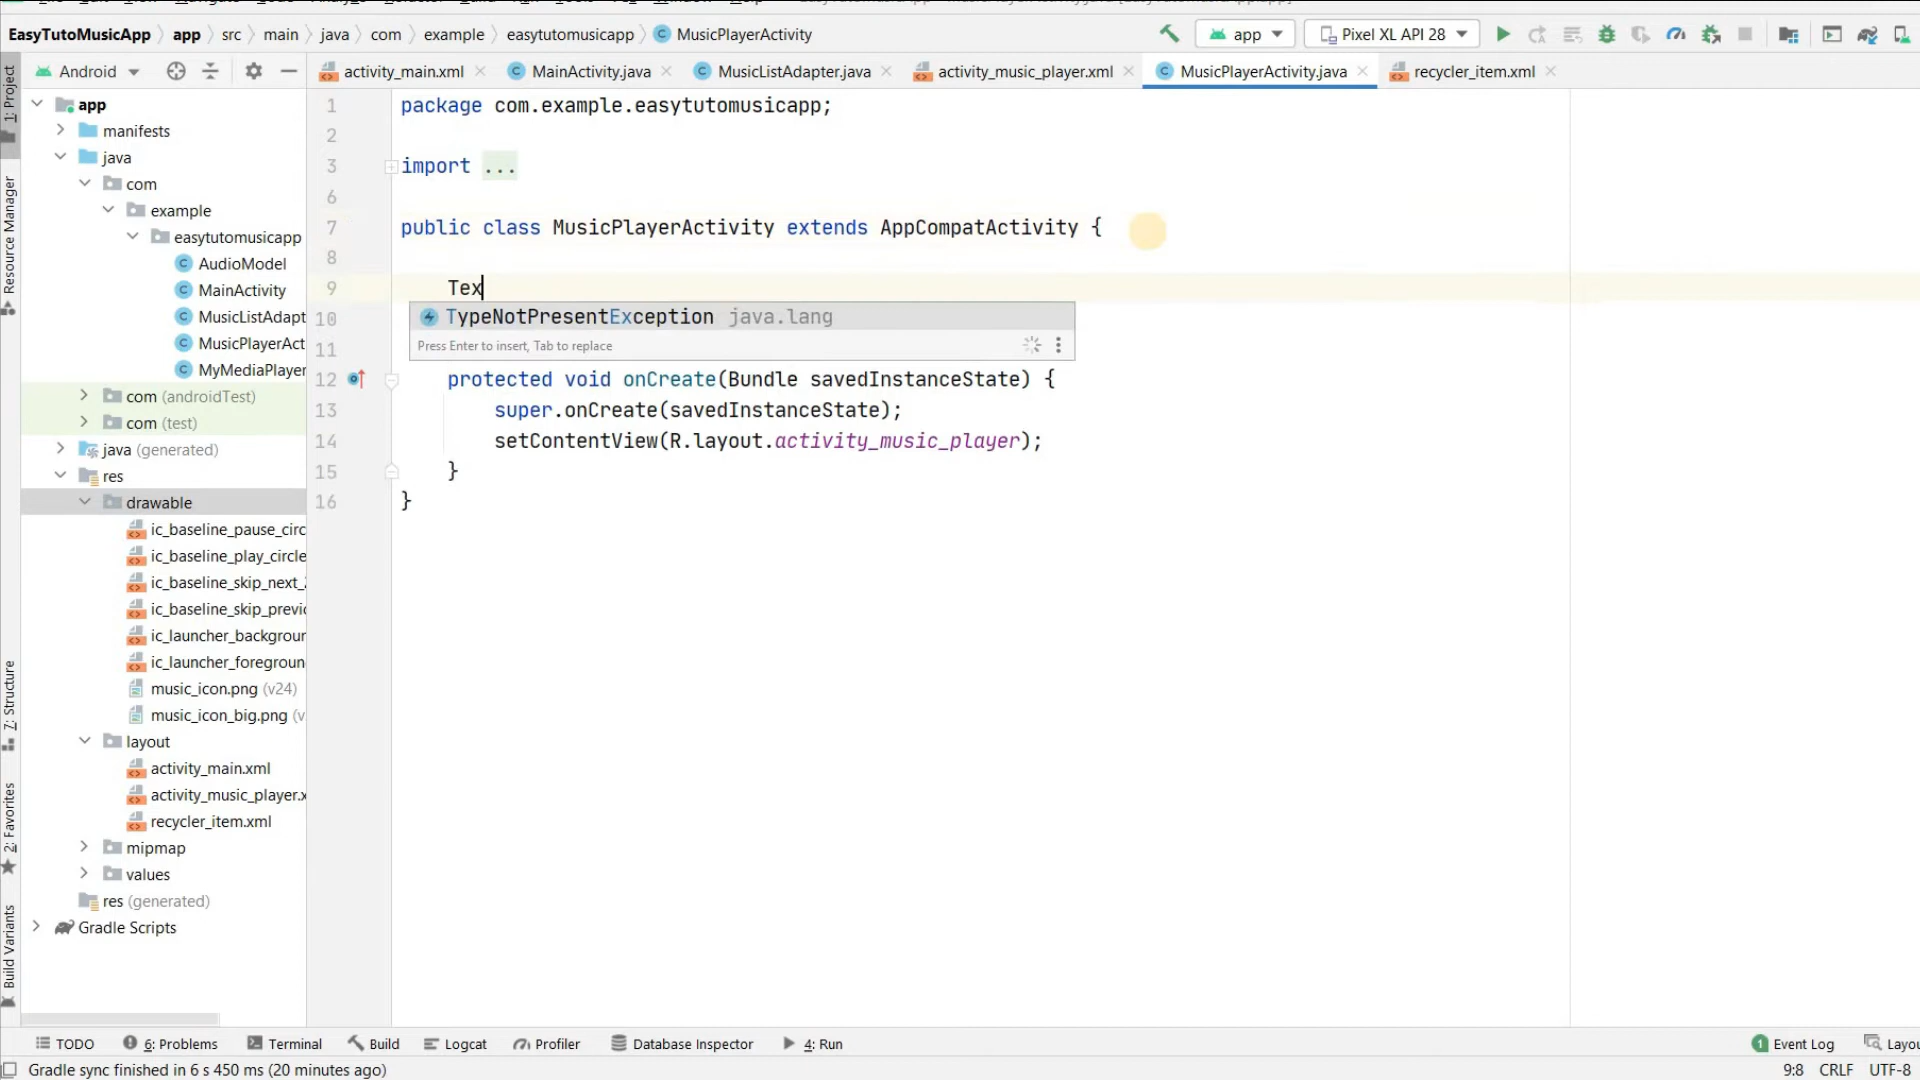 EasyTutoMusicApp app src main java com example easytutomusicapp MusicPlayerActivity app Pixel XL API 28
1: Project
Resource Manager
7: Structure
2: Favorites
Build Variants
Android
app
manifests
java
com
example
easytutomusicapp
AudioModel
MainActivity
MusicListAdapt
MusicPlayerAct
MyMediaPlayer
com (androidTest)
com (test)
java (generated)
res
drawable
ic_baseline_pause_circ
ic_baseline_play_circle
ic_baseline_skip_next_2
ic_baseline_skip_previo
ic_launcher_backgroun
ic_launcher_foregroun
music_icon.png (v24)
music_icon_big.png (v
layout
activity_main.xml
activity_music_player.x
recycler_item.xml
mipmap
values
res (generated)
Gradle Scripts
activity_main.xml MainActivity.java MusicListAdapter.java activity_music_player.xml MusicPlayerActivity.java recycler_item.xml
1 package com.example.easytutomusicapp;
2
3 import ...
6
7 public class MusicPlayerActivity extends AppCompatActivity {
8
9 Tex
10
TypeNotPresentException java.lang
Press Enter to insert, Tab to replace
11
12 protected void onCreate(Bundle savedInstanceState) {
13 super.onCreate(savedInstanceState);
14 setContentView(R.layout.activity_music_player);
15 }
16 }
TODO 6: Problems Terminal Build Logcat Profiler Database Inspector 4: Run 1 Event Log Layou
Gradle sync finished in 6 s 450 ms (20 minutes ago) 9:8 CRLF UTF-8